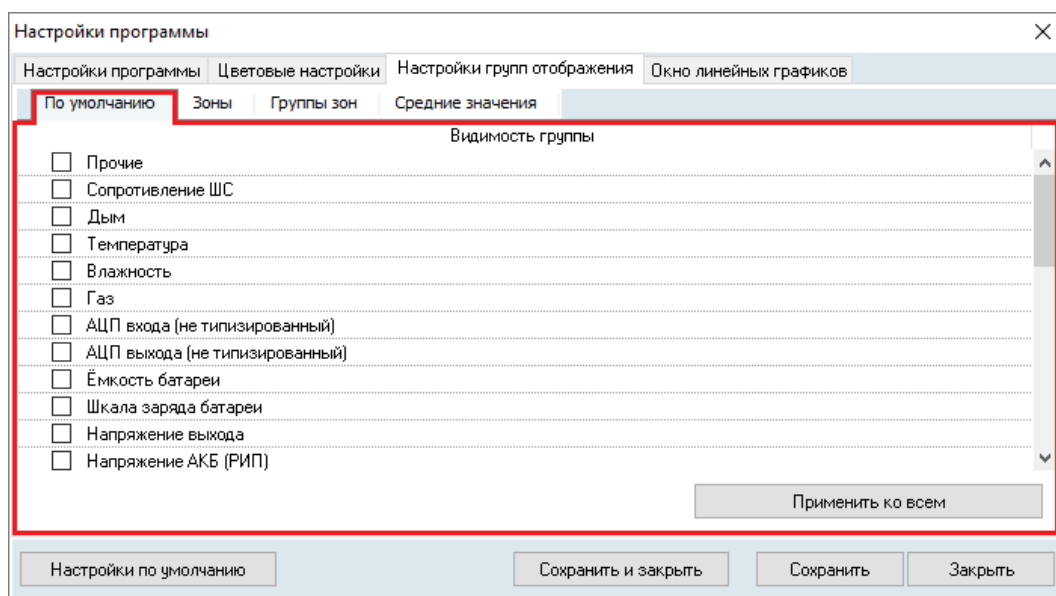 Настройки программы
Настройки программы Цветовые настройки Настройки групп отображения Окно линейных графиков
По умолчанию Зоны Группы зон Средние значения
Видимость группы
Прочие
Сопротивление ШС
Дым
Температура
Влажность
Газ
АЦП входа (не типизированный)
АЦП выхода (не типизированный)
Ёмкость батареи
Шкала заряда батареи
Напряжение выхода
Напряжение АКБ (РИП)
Применить ко всем
Настройки по умолчанию Сохранить и закрыть Сохранить Закрыть